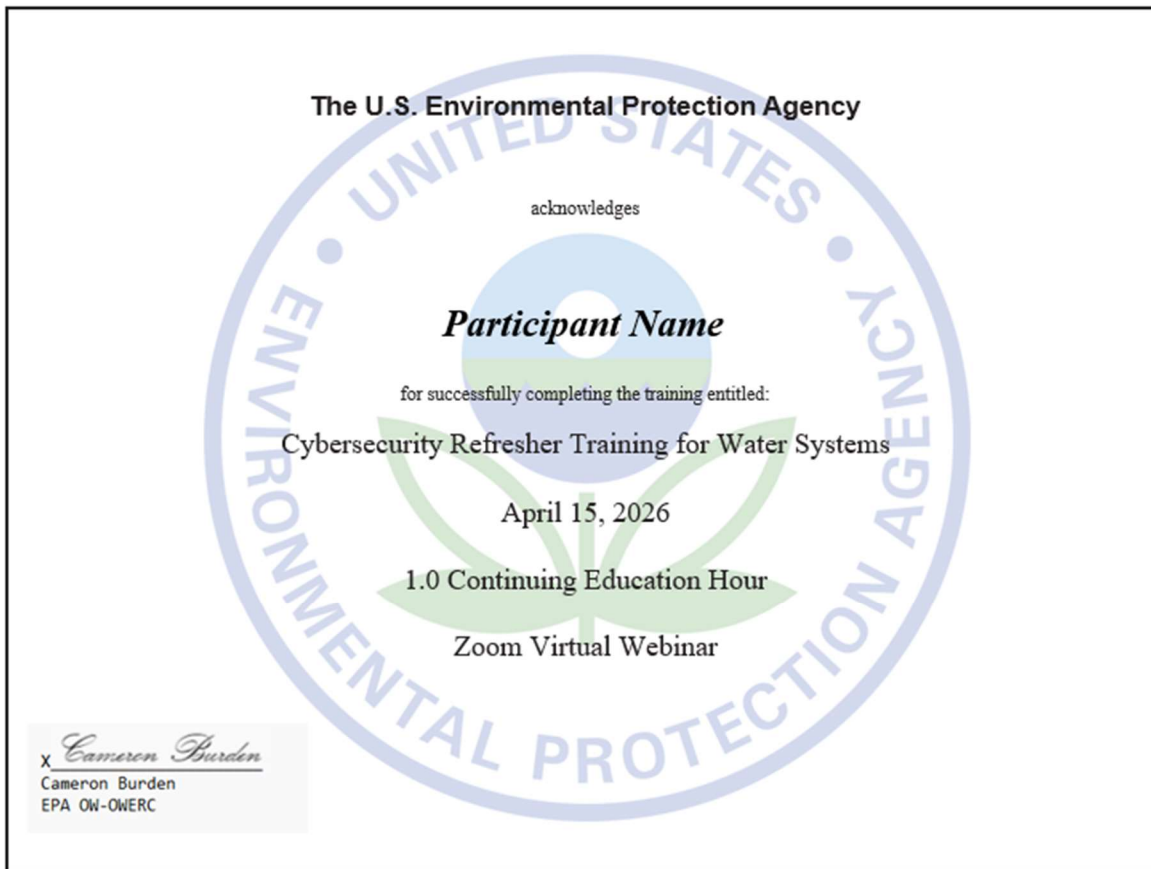 The U.S. Environmental Protection Agency
UNITED STATES
ENVIRONMENTAL PROTECTION AGENCY
acknowledges
Participant Name
for successfully completing the training entitled:
Cybersecurity Refresher Training for Water Systems
April 15, 2026
1.0 Continuing Education Hour
Zoom Virtual Webinar
X Cameron Burden
Cameron Burden
EPA OW-OWERC